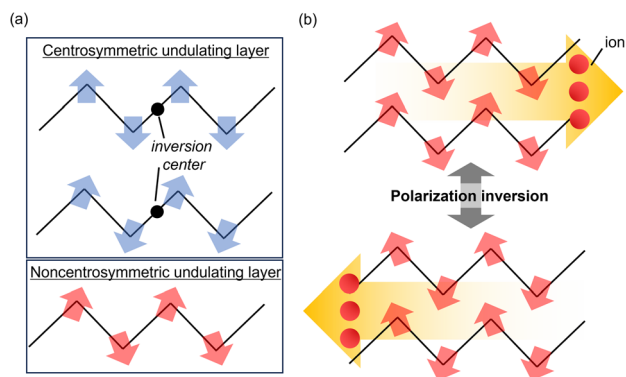 (a)
Centrosymmetric undulating layer
inversion
center
Noncentrosymmetric undulating layer
(b)
ion
Polarization inversion